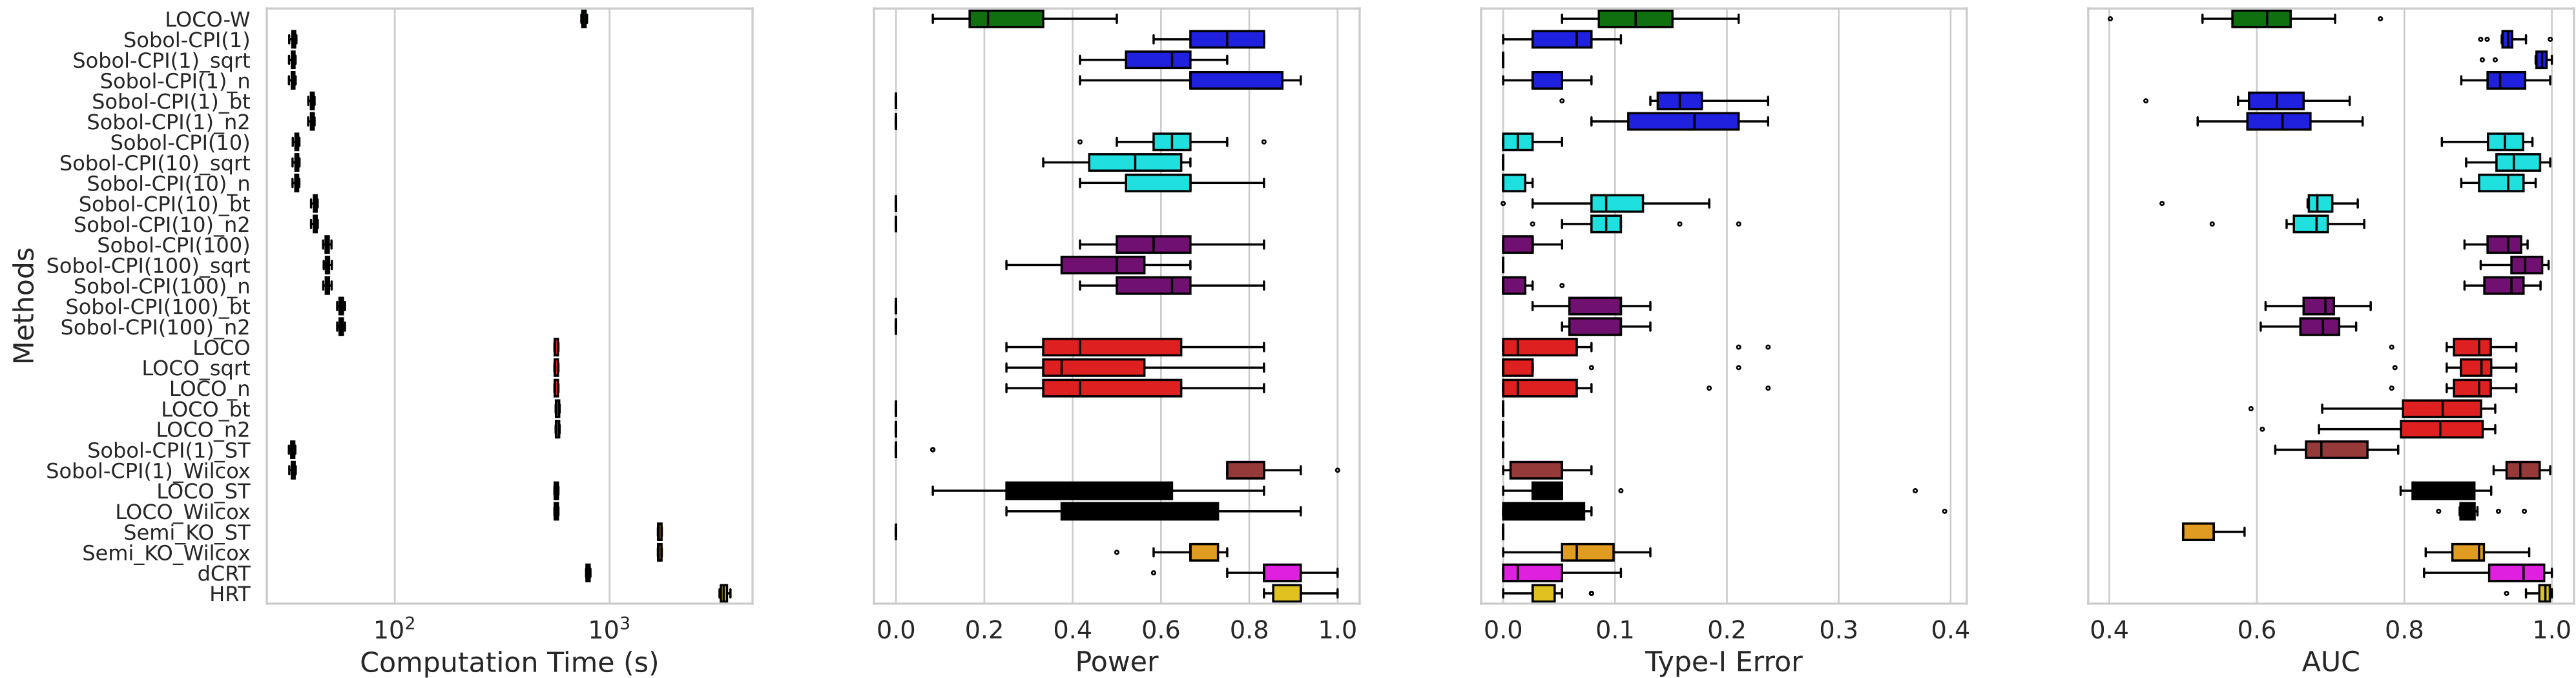 Methods
LOCO-W
Sobol-CPI(1)
Sobol-CPI(1)_sqrt
Sobol-CPI(1)_n
Sobol-CPI(1)_bt
Sobol-CPI(1)_n2
Sobol-CPI(10)
Sobol-CPI(10)_sqrt
Sobol-CPI(10)_n
Sobol-CPI(10)_bt
Sobol-CPI(10)_n2
Sobol-CPI(100)
Sobol-CPI(100)_sqrt
Sobol-CPI(100)_n
Sobol-CPI(100)_bt
Sobol-CPI(100)_n2
LOCO
LOCO_sqrt
LOCO_n
LOCO_bt
LOCO_n2
Sobol-CPI(1)_ST
Sobol-CPI(1)_Wilcox
LOCO_ST
LOCO_Wilcox
Semi_KO_ST
Semi_KO_Wilcox
dCRT
HRT
10² 10³
Computation Time (s)
0.0 0.2 0.4 0.6 0.8 1.0
Power
0.0 0.1 0.2 0.3 0.4
Type-I Error
0.4 0.6 0.8 1.0
AUC